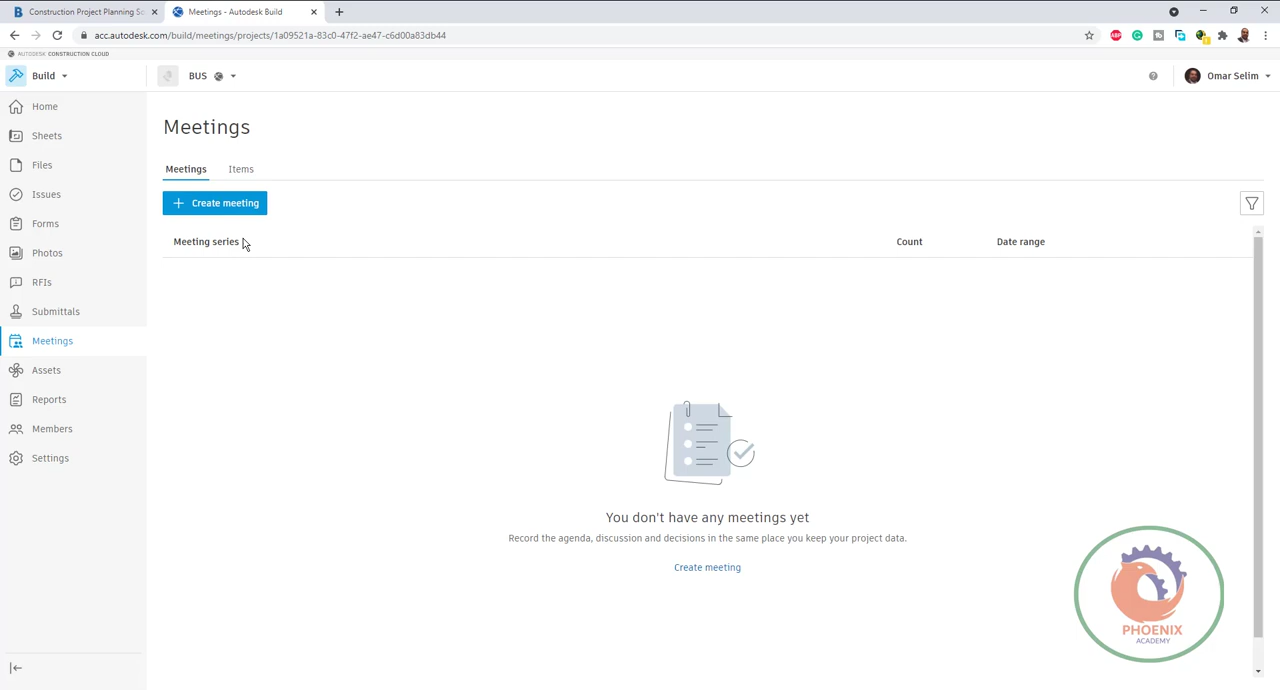 Construction Project Planning So
Meetings - Autodesk Build
acc.autodesk.com/build/meetings/projects/1a09521a-83c0-47f2-ae47-c6d00a83db44
AUTODESK CONSTRUCTION CLOUD
Build
BUS
Omar Selim
Home
Sheets
Files
Issues
Forms
Photos
RFIs
Submittals
Meetings
Assets
Reports
Members
Settings
Meetings
Meetings
Items
Create meeting
Meeting series
Count
Date range
You don't have any meetings yet
Record the agenda, discussion and decisions in the same place you keep your project data.
Create meeting
PHOENIX
ACADEMY